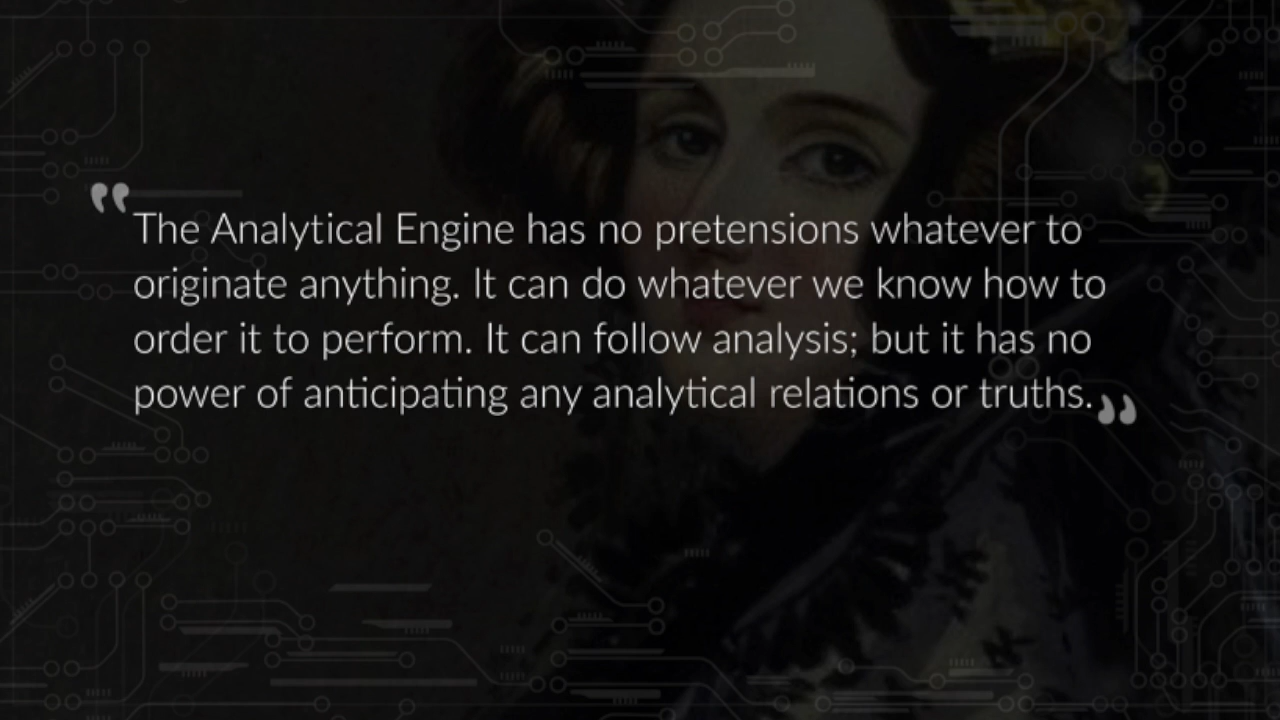 “The Analytical Engine has no pretensions whatever to
originate anything. It can do whatever we know how to
order it to perform. It can follow analysis; but it has no
power of anticipating any analytical relations or truths.”